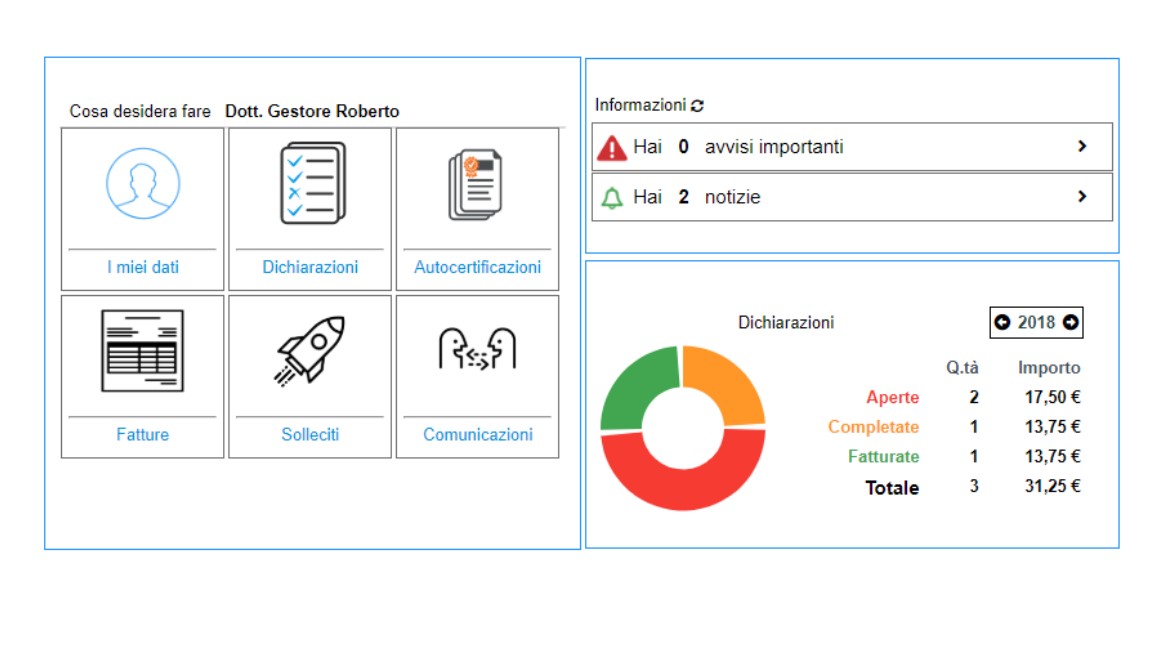 Cosa desidera fare Dott. Gestore Roberto
I miei dati
Dichiarazioni
Autocertificazioni
Fatture
Solleciti
Comunicazioni
Informazioni
Hai 0 avvisi importanti
Hai 2 notizie
Dichiarazioni
2018
Q.tà Importo
Aperte 2 17,50 €
Completate 1 13,75 €
Fatturate 1 13,75 €
Totale 3 31,25 €